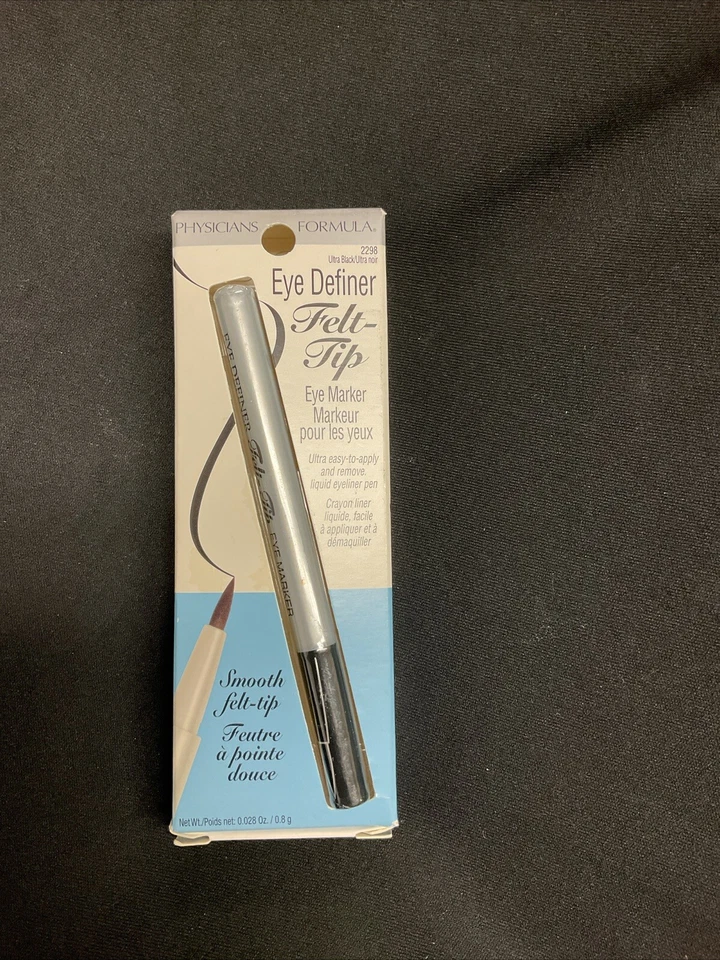 PHYSICIANS FORMULA®
2298
Ultra Black/Ultra noir
Eye Definer
Felt-
Tip
Eye Marker
Markeur
pour les yeux
Ultra easy-to-apply
and remove.
liquid eyeliner pen
Crayon liner
liquide, facile
à appliquer et à
démaquiller
EYE DEFINER Felt-Tip EYE MARKER
Smooth
felt-tip
Feutre
à pointe
douce
Net Wt./Poids net: 0.028 Oz. / 0.8 g